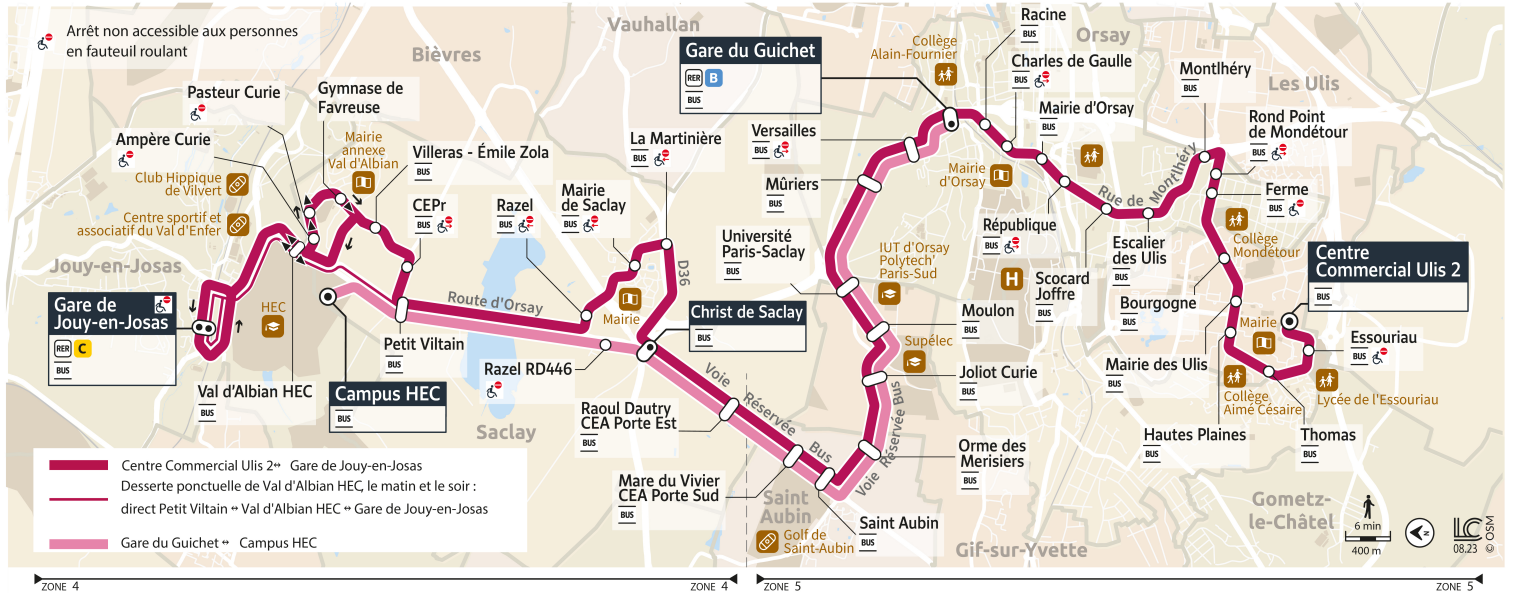 Arrêt non accessible aux personnes
en fauteuil roulant
Vauhallan
Bièvres
Jouy-en-Josas
Saclay
Saint
Aubin
Gif-sur-Yvette
Gometz-
le-Châtel
Orsay
Les Ulis
Pasteur Curie
Gymnase de
Favreuse
Ampère Curie
Mairie
annexe
Val d'Albian
Club Hippique
de Vilvert
Centre sportif et
associatif du Val d'Enfer
Villeras - Émile Zola
BUS
CEPr
BUS
Razel
BUS
Mairie
de Saclay
BUS
La Martinière
BUS
D36
Route d'Orsay
Mairie
HEC
Gare de
Jouy-en-Josas
RER C
BUS
Val d'Albian HEC
BUS
Campus HEC
BUS
Petit Viltain
BUS
Razel RD446
Christ de Saclay
BUS
Raoul Dautry
CEA Porte Est
BUS
Mare du Vivier
CEA Porte Sud
BUS
Voie Réservée Bus
Saint Aubin
BUS
Golf de
Saint-Aubin
Voie Réservée Bus
Orme des
Merisiers
BUS
Joliot Curie
BUS
Supélec
Moulon
BUS
Université
Paris-Saclay
BUS
IUT d'Orsay
Polytech'
Paris-Sud
Mûriers
BUS
Versailles
BUS
Gare du Guichet
RER B
BUS
Collège
Alain-Fournier
Racine
BUS
Charles de Gaulle
BUS
Mairie d'Orsay
BUS
Mairie
d'Orsay
République
BUS
H
Scocard
Joffre
BUS
Rue de Montlhéry
Escalier
des Ulis
BUS
Montlhéry
BUS
Rond Point
de Mondétour
BUS
Ferme
BUS
Collège
Mondétour
Bourgogne
BUS
Mairie des Ulis
BUS
Hautes Plaines
BUS
Mairie
Collège
Aimé Césaire
Thomas
BUS
Lycée de l'Essouriau
Essouriau
BUS
Centre
Commercial Ulis 2
BUS
Centre Commercial Ulis 2↔ Gare de Jouy-en-Josas
Desserte ponctuelle de Val d'Albian HEC, le matin et le soir :
direct Petit Viltain ↔ Val d'Albian HEC ↔ Gare de Jouy-en-Josas
Gare du Guichet ↔ Campus HEC
6 min
400 m
N
LC
08.23
© OSM
ZONE 4
ZONE 4
ZONE 5
ZONE 5